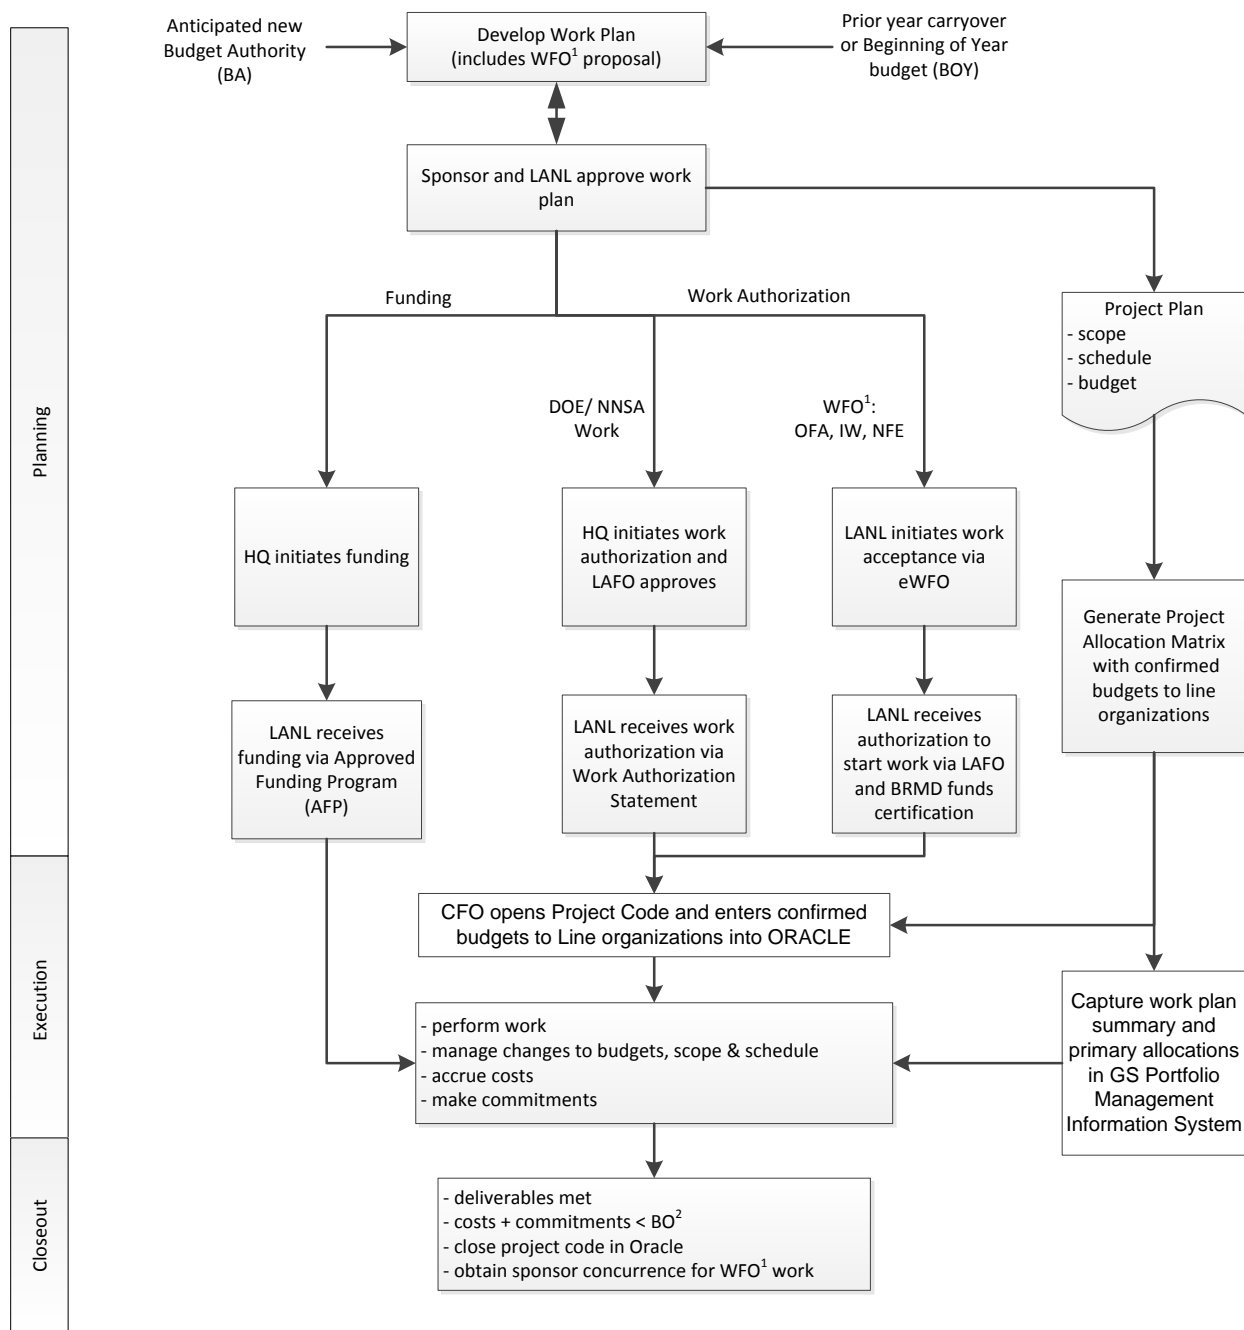 Anticipated new
Budget Authority
(BA)
Develop Work Plan
(includes WFO¹ proposal)
Prior year carryover
or Beginning of Year
budget (BOY)
Sponsor and LANL approve work
plan
Funding
Work Authorization
Project Plan
- scope
- schedule
- budget
DOE/ NNSA
Work
WFO¹:
OFA, IW, NFE
Planning
HQ initiates funding
HQ initiates work
authorization and
LAFO approves
LANL initiates work
acceptance via
eWFO
Generate Project
Allocation Matrix
with confirmed
budgets to line
organizations
LANL receives
funding via Approved
Funding Program
(AFP)
LANL receives work
authorization via
Work Authorization
Statement
LANL receives
authorization to
start work via LAFO
and BRMD funds
certification
Execution
CFO opens Project Code and enters confirmed
budgets to Line organizations into ORACLE
- perform work
- manage changes to budgets, scope & schedule
- accrue costs
- make commitments
Capture work plan
summary and
primary allocations
in GS Portfolio
Management
Information System
Closeout
- deliverables met
- costs + commitments < BO²
- close project code in Oracle
- obtain sponsor concurrence for WFO¹ work